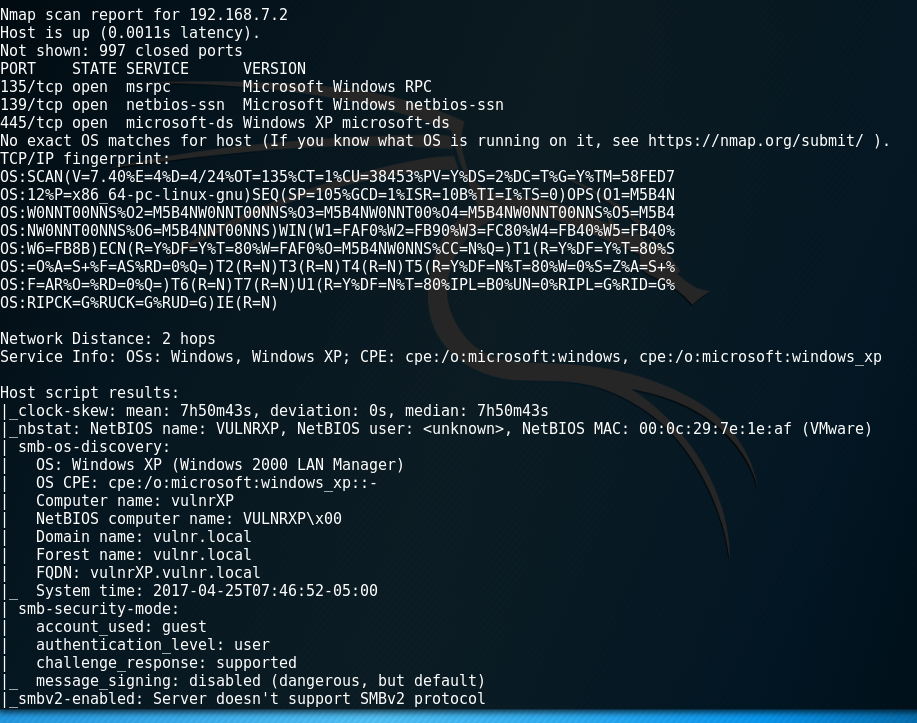 Nmap scan report for 192.168.7.2
Host is up (0.0011s latency).
Not shown: 997 closed ports
PORT    STATE SERVICE      VERSION
135/tcp open  msrpc        Microsoft Windows RPC
139/tcp open  netbios-ssn  Microsoft Windows netbios-ssn
445/tcp open  microsoft-ds Windows XP microsoft-ds
No exact OS matches for host (If you know what OS is running on it, see https://nmap.org/submit/ ).
TCP/IP fingerprint:
OS:SCAN(V=7.40%E=4%D=4/24%OT=135%CT=1%CU=38453%PV=Y%DS=2%DC=T%G=Y%TM=58FED7
OS:12%P=x86_64-pc-linux-gnu)SEQ(SP=105%GCD=1%ISR=10B%TI=I%TS=0)OPS(O1=M5B4N
OS:W0NNT00NNS%O2=M5B4NW0NNT00NNS%O3=M5B4NW0NNT00%O4=M5B4NW0NNT00NNS%O5=M5B4
OS:NW0NNT00NNS%O6=M5B4NNT00NNS)WIN(W1=FAF0%W2=FB90%W3=FC80%W4=FB40%W5=FB40%
OS:W6=FB8B)ECN(R=Y%DF=Y%T=80%W=FAF0%O=M5B4NW0NNS%CC=N%Q=)T1(R=Y%DF=Y%T=80%S
OS:=O%A=S+%F=AS%RD=0%Q=)T2(R=N)T3(R=N)T4(R=N)T5(R=Y%DF=N%T=80%W=0%S=Z%A=S+%
OS:F=AR%O=%RD=0%Q=)T6(R=N)T7(R=N)U1(R=Y%DF=N%T=80%IPL=B0%UN=0%RIPL=G%RID=G%
OS:RIPCK=G%RUCK=G%RUD=G)IE(R=N)

Network Distance: 2 hops
Service Info: OSs: Windows, Windows XP; CPE: cpe:/o:microsoft:windows, cpe:/o:microsoft:windows_xp

Host script results:
|_clock-skew: mean: 7h50m43s, deviation: 0s, median: 7h50m43s
|_nbstat: NetBIOS name: VULNRXP, NetBIOS user: <unknown>, NetBIOS MAC: 00:0c:29:7e:1e:af (VMware)
| smb-os-discovery:
|   OS: Windows XP (Windows 2000 LAN Manager)
|   OS CPE: cpe:/o:microsoft:windows_xp::-
|   Computer name: vulnrXP
|   NetBIOS computer name: VULNRXP\x00
|   Domain name: vulnr.local
|   Forest name: vulnr.local
|   FQDN: vulnrXP.vulnr.local
|_  System time: 2017-04-25T07:46:52-05:00
| smb-security-mode:
|   account_used: guest
|   authentication_level: user
|   challenge_response: supported
|_  message_signing: disabled (dangerous, but default)
|_smbv2-enabled: Server doesn't support SMBv2 protocol